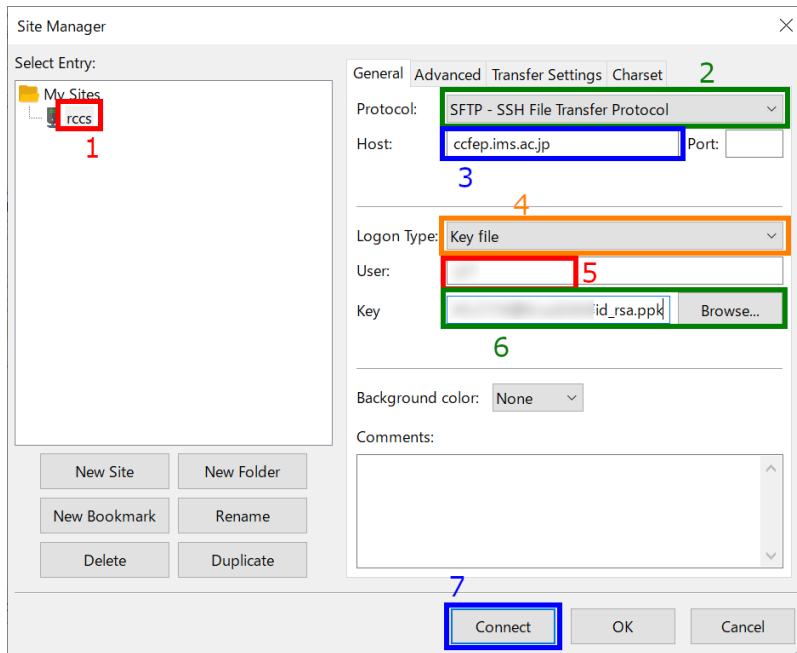 Site Manager
Select Entry:
My Sites
rccs
1
General Advanced Transfer Settings Charset
2
Protocol: SFTP - SSH File Transfer Protocol
Host: ccfep.ims.ac.jp Port:
3
4
Logon Type: Key file
User:
5
Key id_rsa.ppk Browse...
6
Background color: None
Comments:
New Site New Folder
New Bookmark Rename
Delete Duplicate
7
Connect OK Cancel